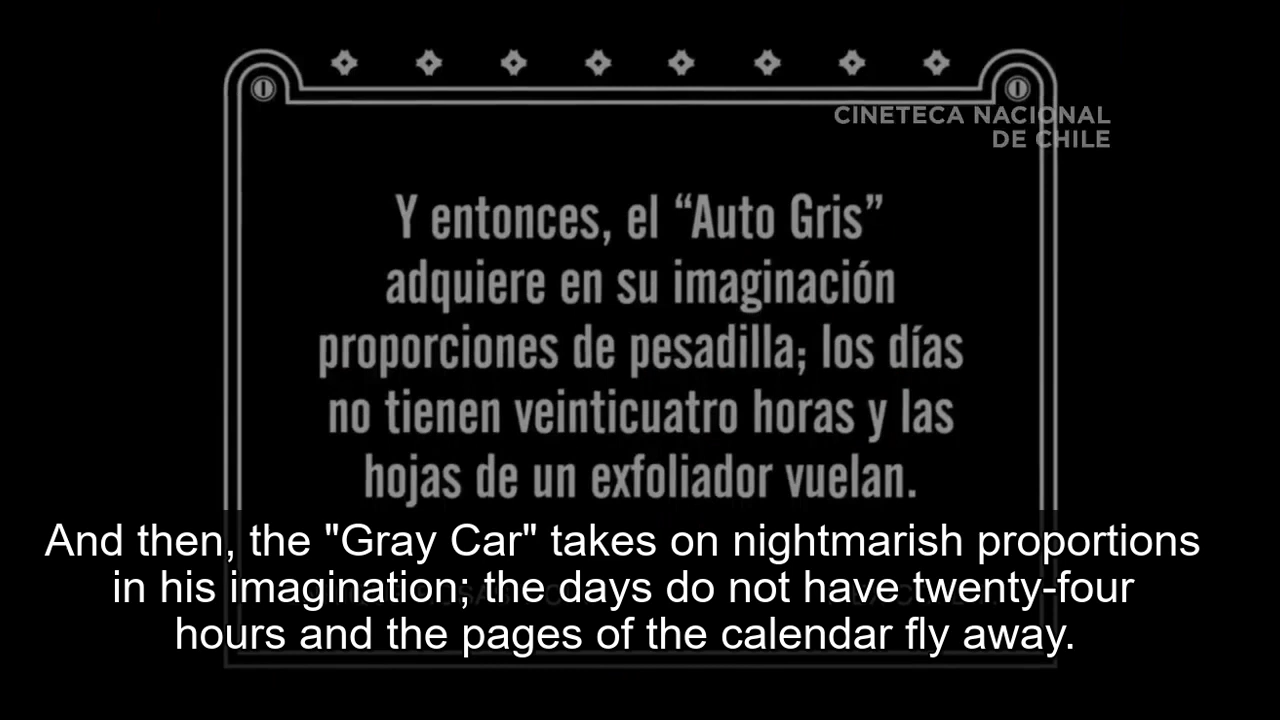 CINETECA NACIONAL
DE CHILE
Y entonces, el “Auto Gris”
adquiere en su imaginación
proporciones de pesadilla; los días
no tienen veinticuatro horas y las
hojas de un exfoliador vuelan.
And then, the "Gray Car" takes on nightmarish proportions
in his imagination; the days do not have twenty-four
hours and the pages of the calendar fly away.